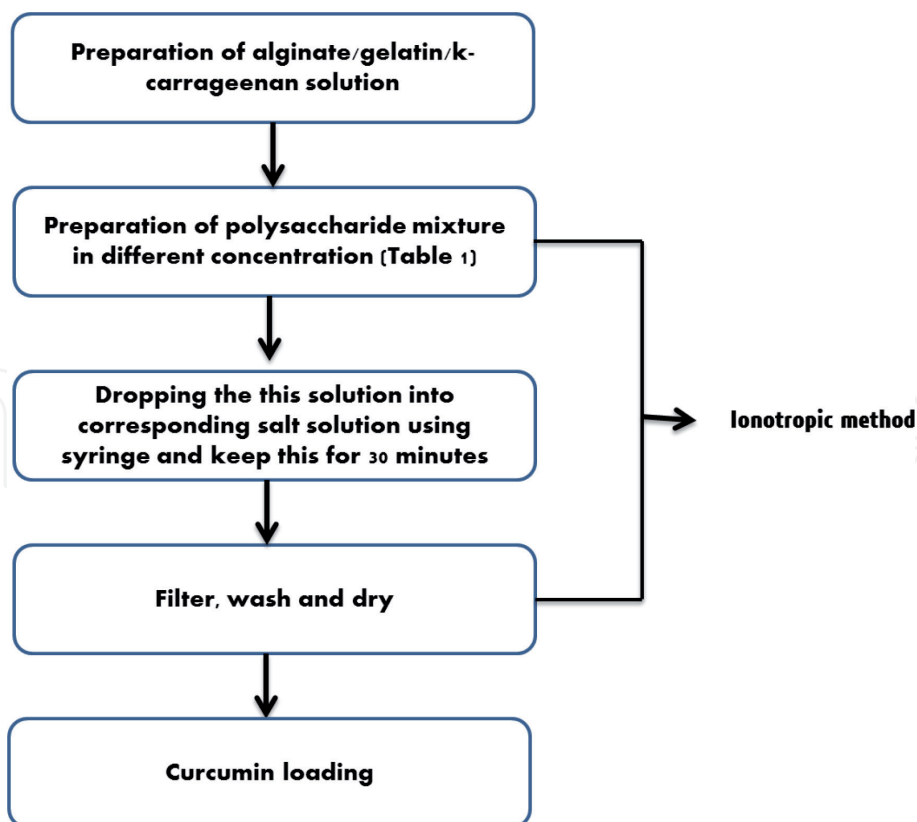 Preparation of alginate/gelatin/k-
carrageenan solution
Preparation of polysaccharide mixture
in different concentration (Table 1)
Dropping the this solution into
corresponding salt solution using
syringe and keep this for 30 minutes
Ionotropic method
Filter, wash and dry
Curcumin loading